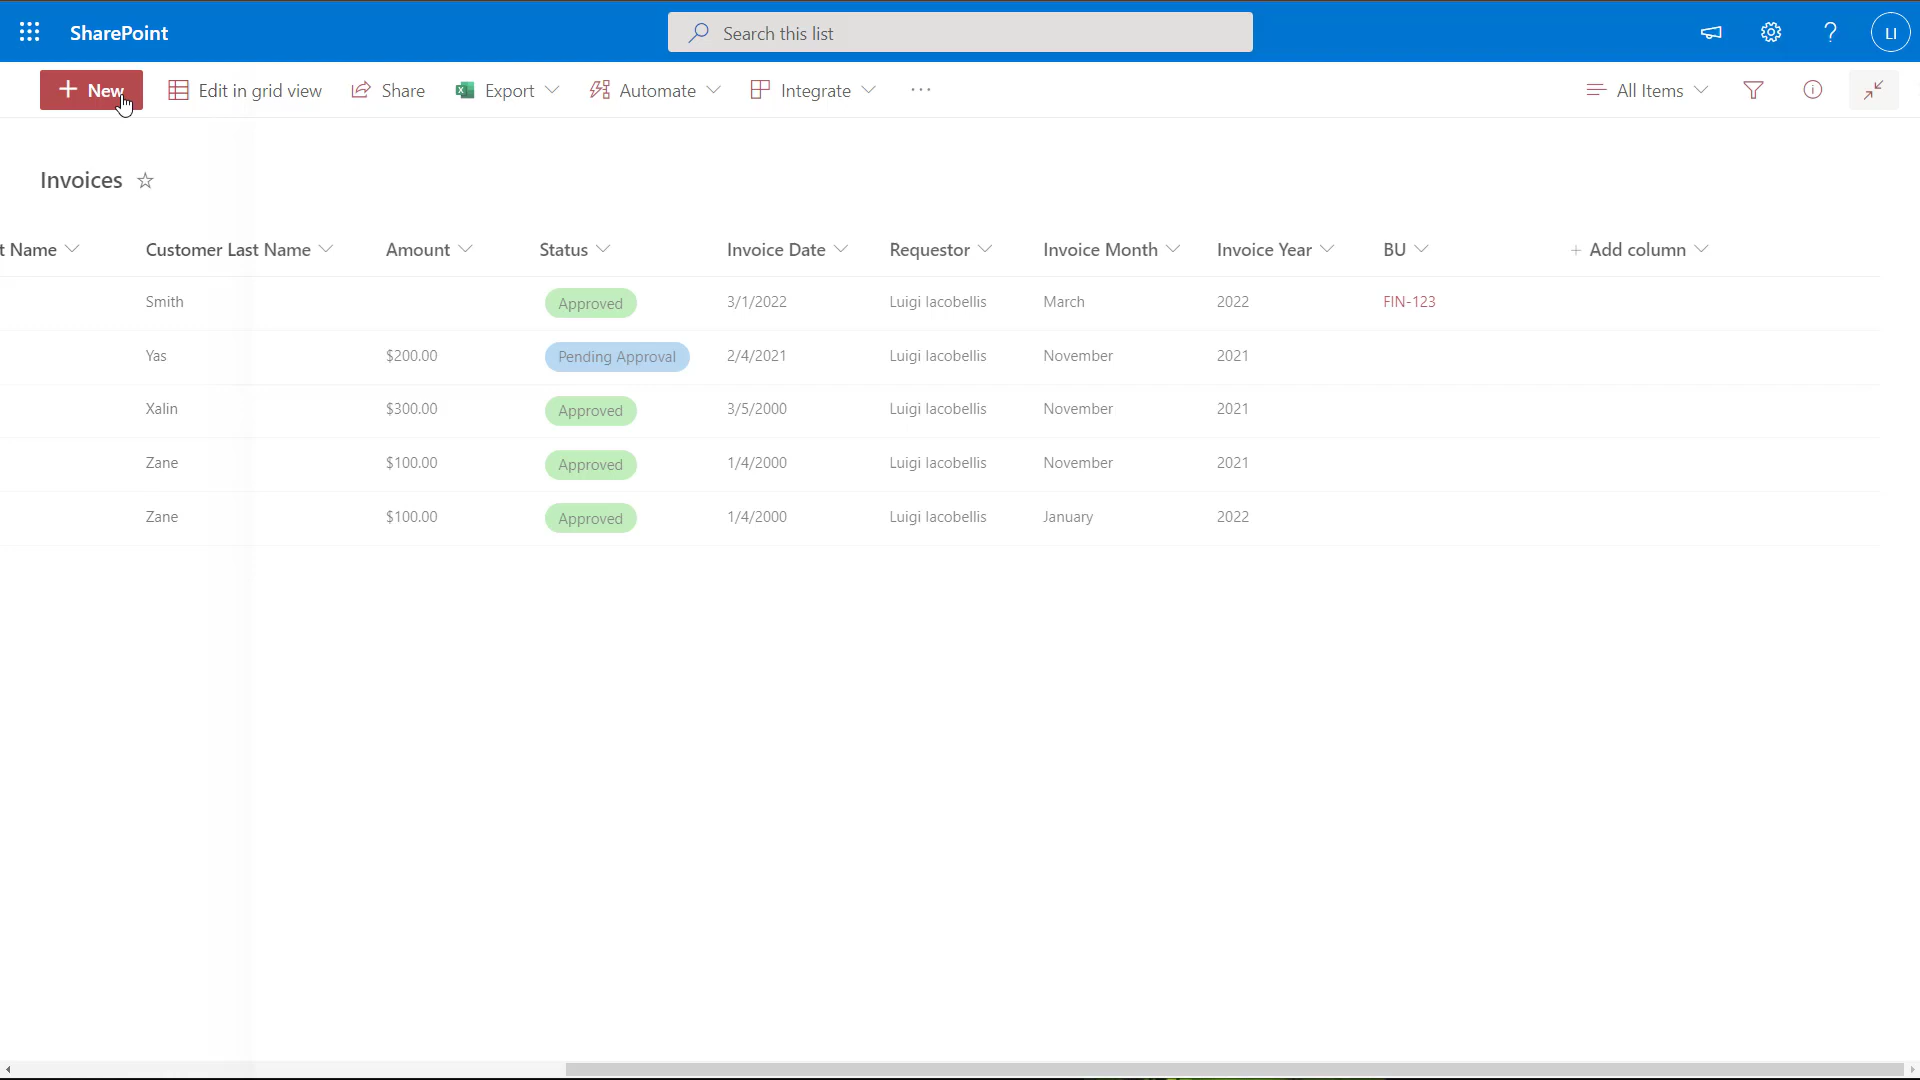 SharePoint
Search this list
LI
New
Edit in grid view
Share
Export
Automate
Integrate
All Items
Invoices
t Name
Customer Last Name
Amount
Status
Invoice Date
Requestor
Invoice Month
Invoice Year
BU
+ Add column
Smith Approved 3/1/2022 Luigi Iacobellis March 2022 FIN-123
Yas $200.00 Pending Approval 2/4/2021 Luigi Iacobellis November 2021
Xalin $300.00 Approved 3/5/2000 Luigi Iacobellis November 2021
Zane $100.00 Approved 1/4/2000 Luigi Iacobellis November 2021
Zane $100.00 Approved 1/4/2000 Luigi Iacobellis January 2022